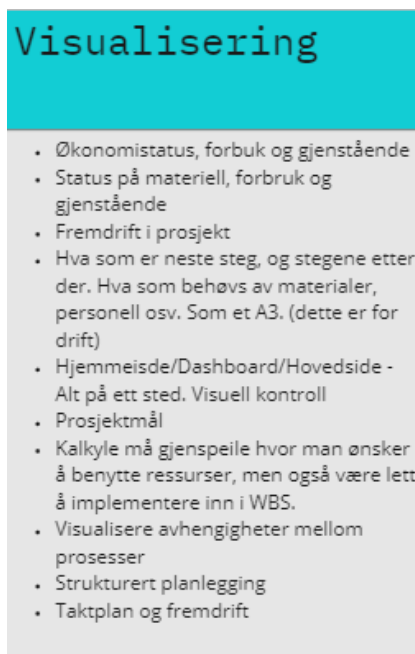 Visualisering
• Økonomistatus, forbuk og gjenstående
• Status på materiell, forbruk og
gjenstående
• Fremdrift i prosjekt
• Hva som er neste steg, og stegene etter
der. Hva som behøvs av materialer,
personell osv. Som et A3. (dette er for
drift)
• Hjemmeisde/Dashboard/Hovedside -
Alt på ett sted. Visuell kontroll
• Prosjektmål
• Kalkyle må gjenspeile hvor man ønsker
å benytte ressurser, men også være lett
å implementere inn i WBS.
• Visualisere avhengigheter mellom
prosesser
• Strukturert planlegging
• Taktplan og fremdrift